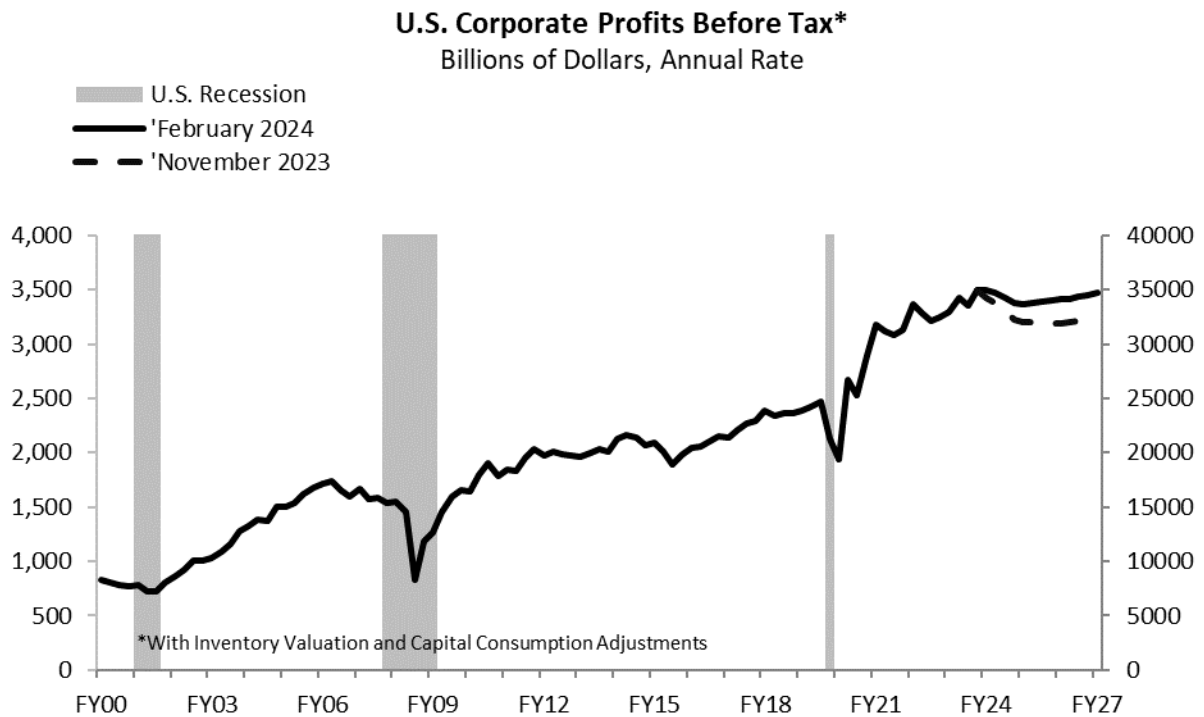 U.S. Corporate Profits Before Tax*
Billions of Dollars, Annual Rate
U.S. Recession
'February 2024
'November 2023
4,000 40000
3,500 35000
3,000 30000
2,500 25000
2,000 20000
1,500 15000
1,000 10000
500 5000
*With Inventory Valuation and Capital Consumption Adjustments
0 0
FY00 FY03 FY06 FY09 FY12 FY15 FY18 FY21 FY24 FY27